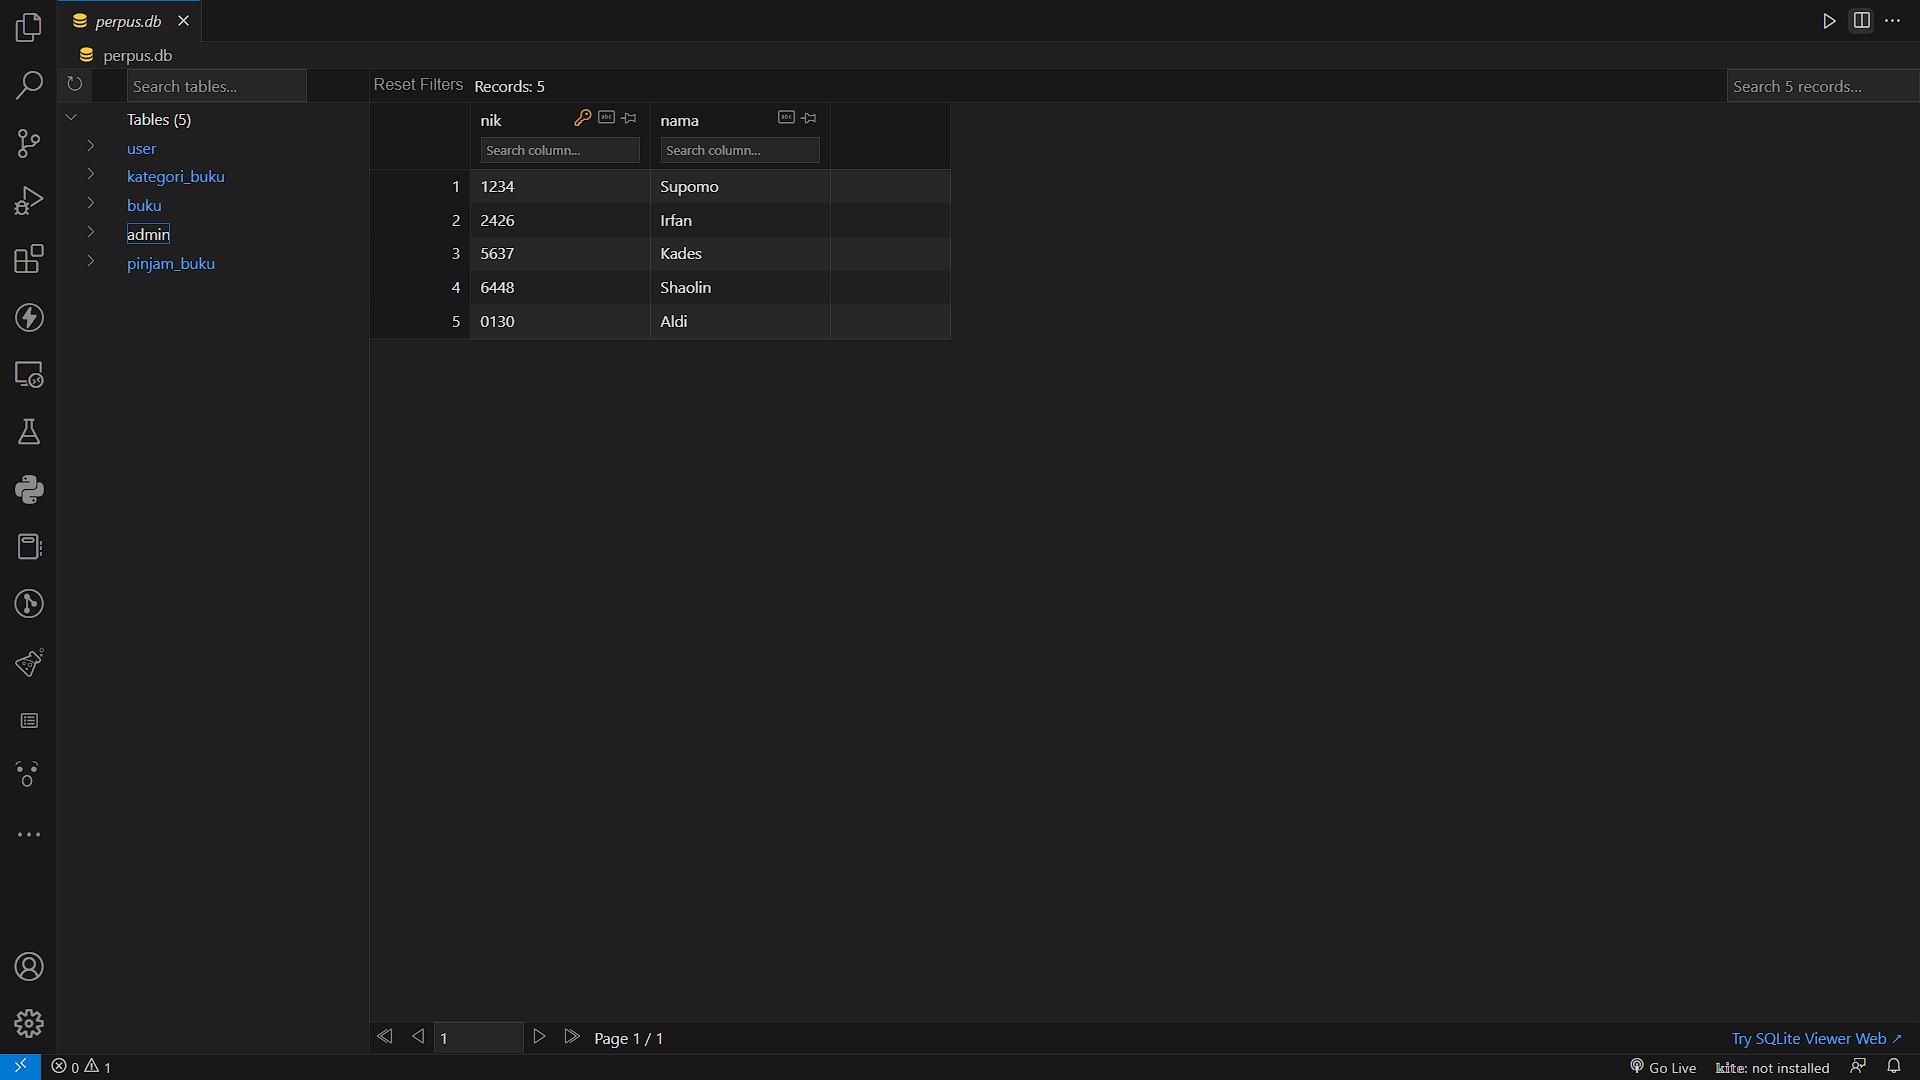 perpus.db
perpus.db
Search tables...
Reset Filters Records: 5 Search 5 records...
Tables (5)
user
kategori_buku
buku
admin
pinjam_buku
nik nama
Search column... Search column...
1 1234 Supomo
2 2426 Irfan
3 5637 Kades
4 6448 Shaolin
5 0130 Aldi
1 Page 1 / 1
Try SQLite Viewer Web ↗
0 1 Go Live kite: not installed